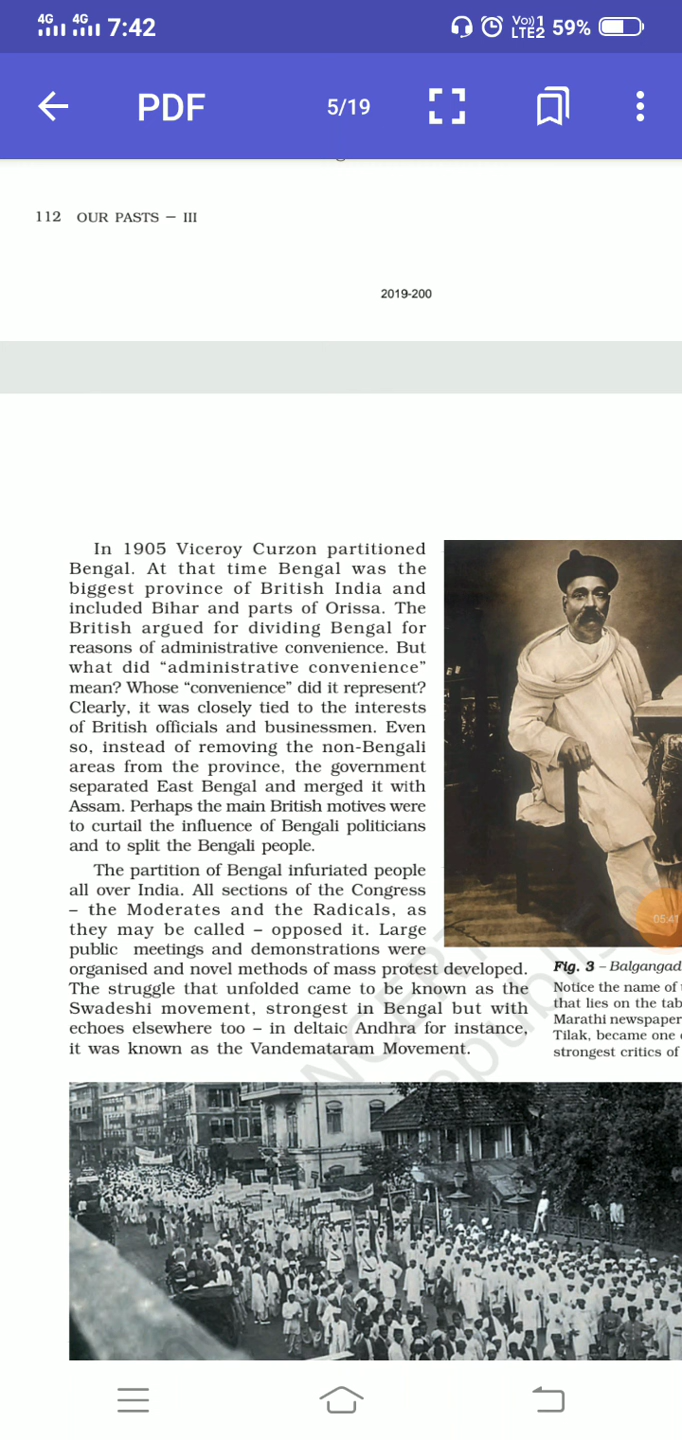 4G 4G 7:42 Vo)) 1 LTE2 59%
PDF 5/19
112 OUR PASTS – III
2019-200
In 1905 Viceroy Curzon partitioned
Bengal. At that time Bengal was the
biggest province of British India and
included Bihar and parts of Orissa. The
British argued for dividing Bengal for
reasons of administrative convenience. But
what did “administrative convenience”
mean? Whose “convenience” did it represent?
Clearly, it was closely tied to the interests
of British officials and businessmen. Even
so, instead of removing the non-Bengali
areas from the province, the government
separated East Bengal and merged it with
Assam. Perhaps the main British motives were
to curtail the influence of Bengali politicians
and to split the Bengali people.
The partition of Bengal infuriated people
all over India. All sections of the Congress
– the Moderates and the Radicals, as
they may be called – opposed it. Large
public meetings and demonstrations were
organised and novel methods of mass protest developed.
The struggle that unfolded came to be known as the
Swadeshi movement, strongest in Bengal but with
echoes elsewhere too – in deltaic Andhra for instance,
it was known as the Vandemataram Movement.
05:41
Fig. 3 – Balgangad
Notice the name of
that lies on the tab
Marathi newspaper
Tilak, became one
strongest critics of
NCERT
republish